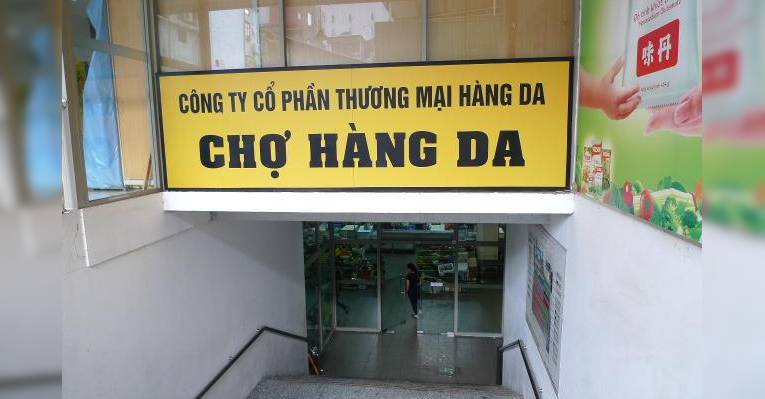 CÔNG TY CỔ PHẦN THƯƠNG MẠI HÀNG DA
CHỢ HÀNG DA
味丹